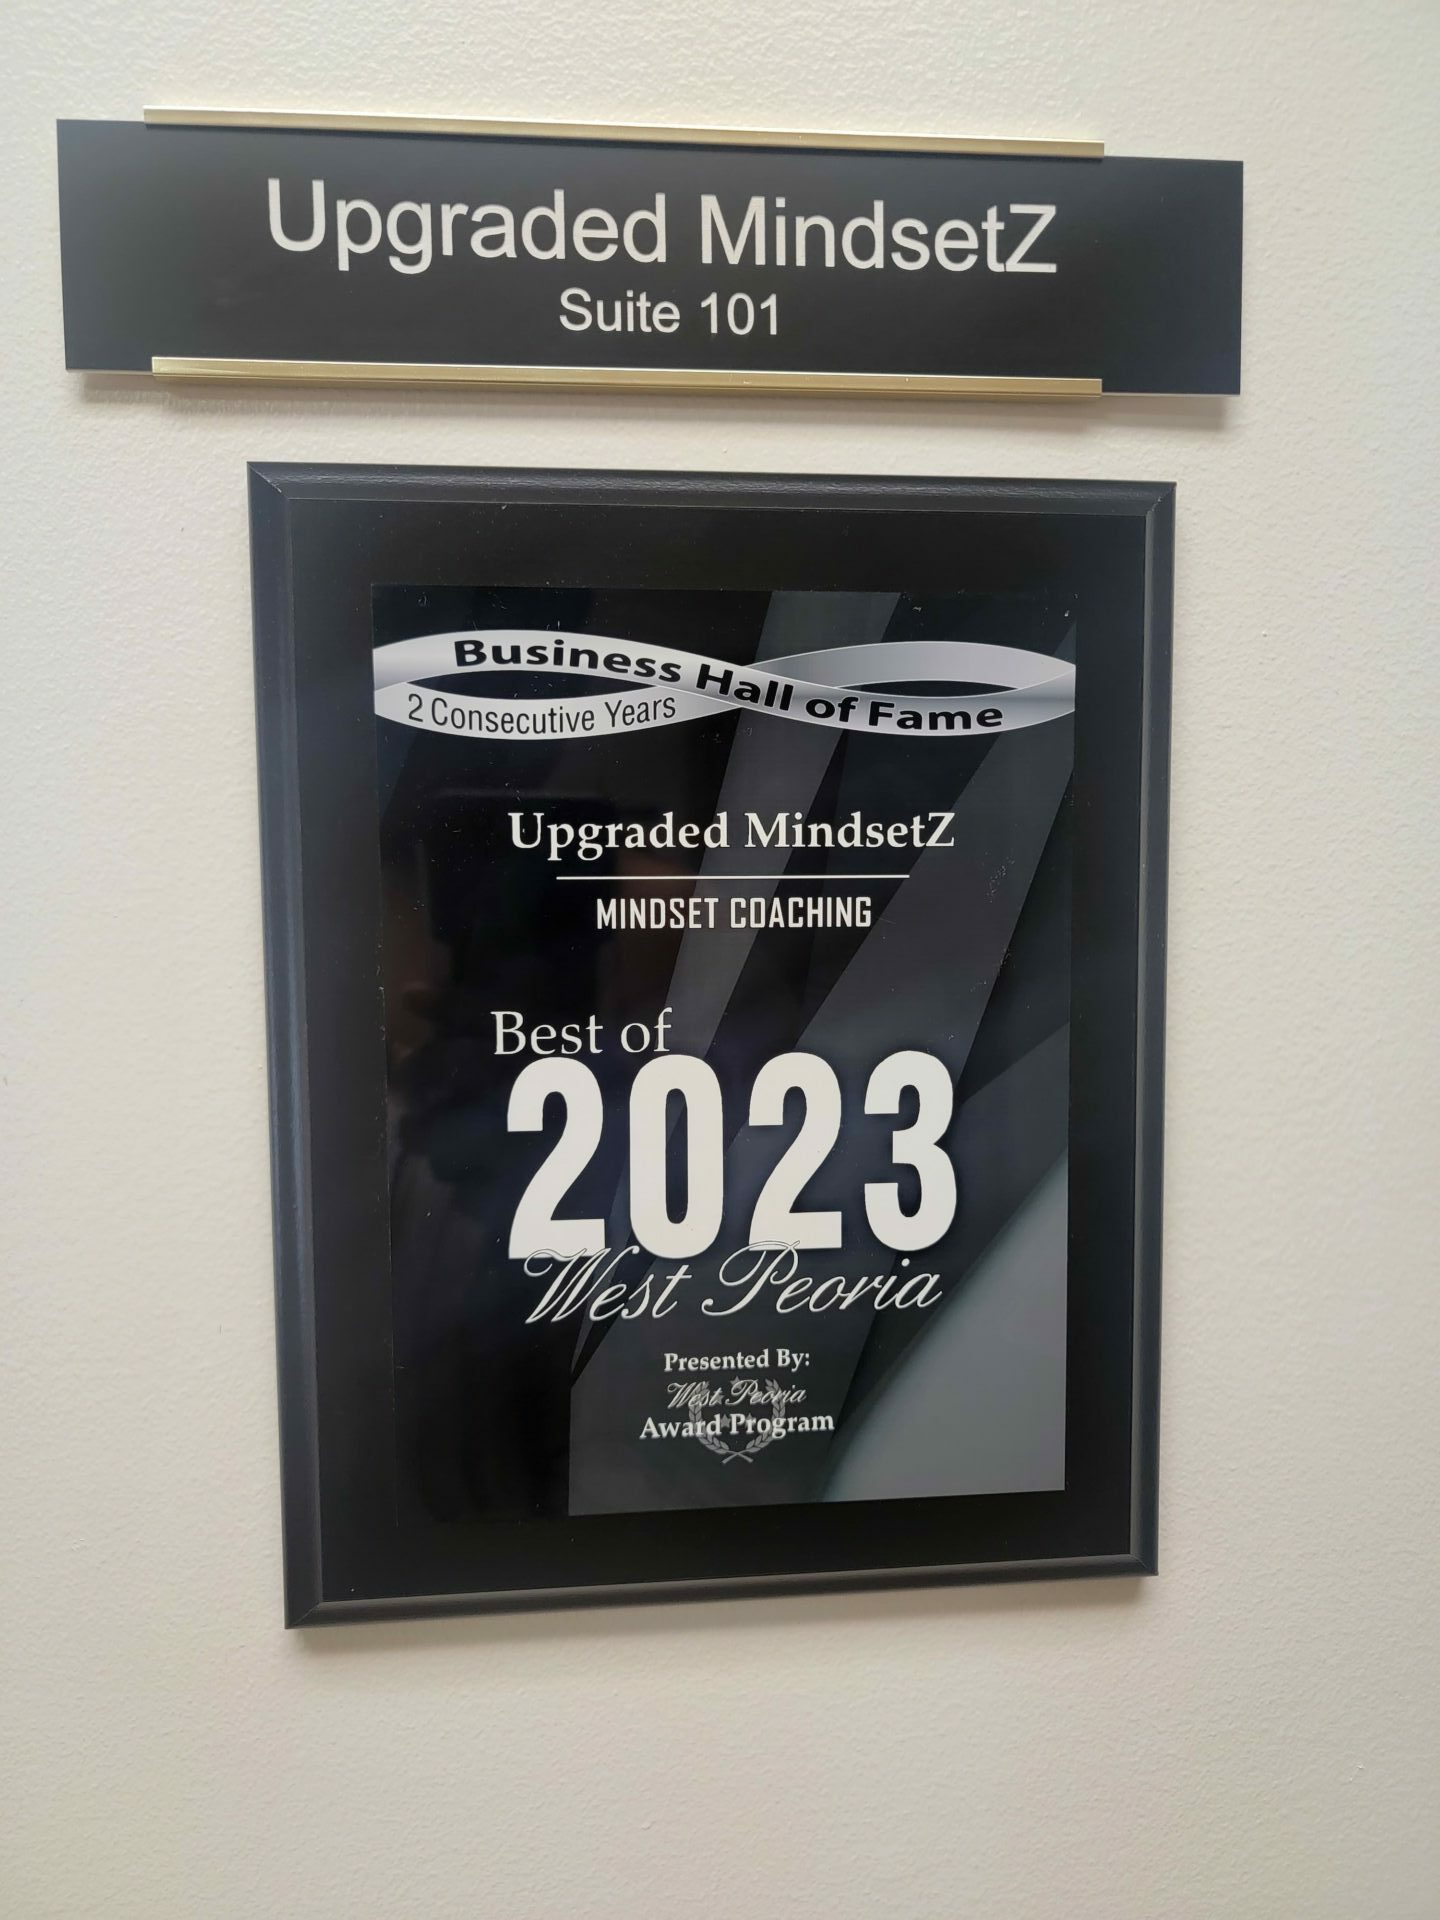 Upgraded MindsetZ
Suite 101
Business Hall of Fame
2 Consecutive Years
Upgraded MindsetZ
MINDSET COACHING
Best of
2023
West Peoria
Presented By:
West Peoria
Award Program